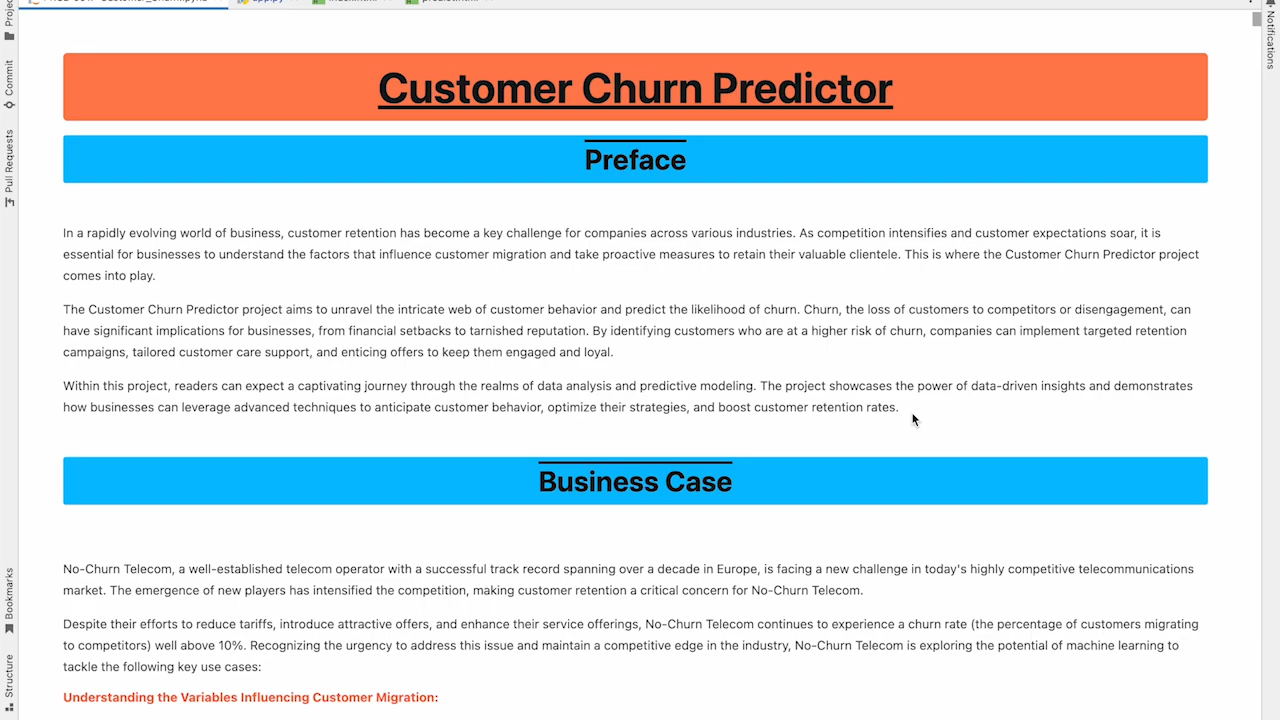 Customer Churn Predictor
Preface
In a rapidly evolving world of business, customer retention has become a key challenge for companies across various industries. As competition intensifies and customer expectations soar, it is
essential for businesses to understand the factors that influence customer migration and take proactive measures to retain their valuable clientele. This is where the Customer Churn Predictor project
comes into play.
The Customer Churn Predictor project aims to unravel the intricate web of customer behavior and predict the likelihood of churn. Churn, the loss of customers to competitors or disengagement, can
have significant implications for businesses, from financial setbacks to tarnished reputation. By identifying customers who are at a higher risk of churn, companies can implement targeted retention
campaigns, tailored customer care support, and enticing offers to keep them engaged and loyal.
Within this project, readers can expect a captivating journey through the realms of data analysis and predictive modeling. The project showcases the power of data-driven insights and demonstrates
how businesses can leverage advanced techniques to anticipate customer behavior, optimize their strategies, and boost customer retention rates.
Business Case
No-Churn Telecom, a well-established telecom operator with a successful track record spanning over a decade in Europe, is facing a new challenge in today's highly competitive telecommunications
market. The emergence of new players has intensified the competition, making customer retention a critical concern for No-Churn Telecom.
Despite their efforts to reduce tariffs, introduce attractive offers, and enhance their service offerings, No-Churn Telecom continues to experience a churn rate (the percentage of customers migrating
to competitors) well above 10%. Recognizing the urgency to address this issue and maintain a competitive edge in the industry, No-Churn Telecom is exploring the potential of machine learning to
tackle the following key use cases:
Understanding the Variables Influencing Customer Migration:
Commit
Pull Requests
Bookmarks
Structure
Notifications